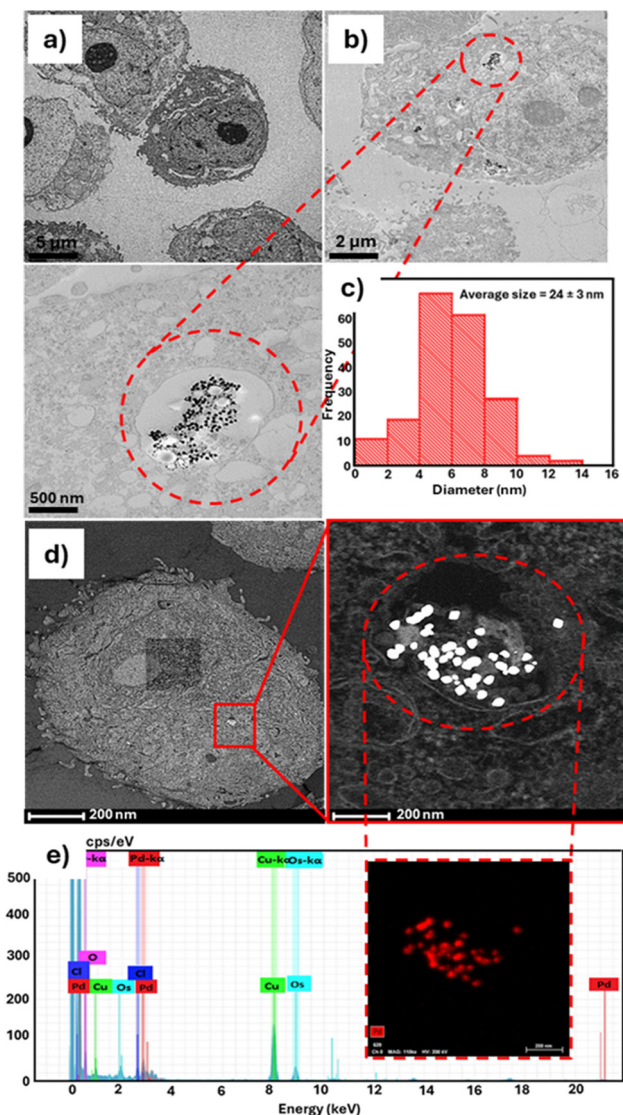 a)
b)
5 µm
2 µm
500 nm
c)
Average size = 24 ± 3 nm
Frequency
60
50
40
30
20
10
0
0 2 4 6 8 10 12 14 16
Diameter (nm)
d)
200 nm
200 nm
e)
cps/eV
-kα
Pd-kα
Cu-kα
Os-kα
500
400
300
200
100
0
O
Cl
Cl
Pd
Cu
Os
Pd
Cu
Os
Pd
Pd
200 nm
0 2 4 6 8 10 12 14 16 18 20
Energy (keV)